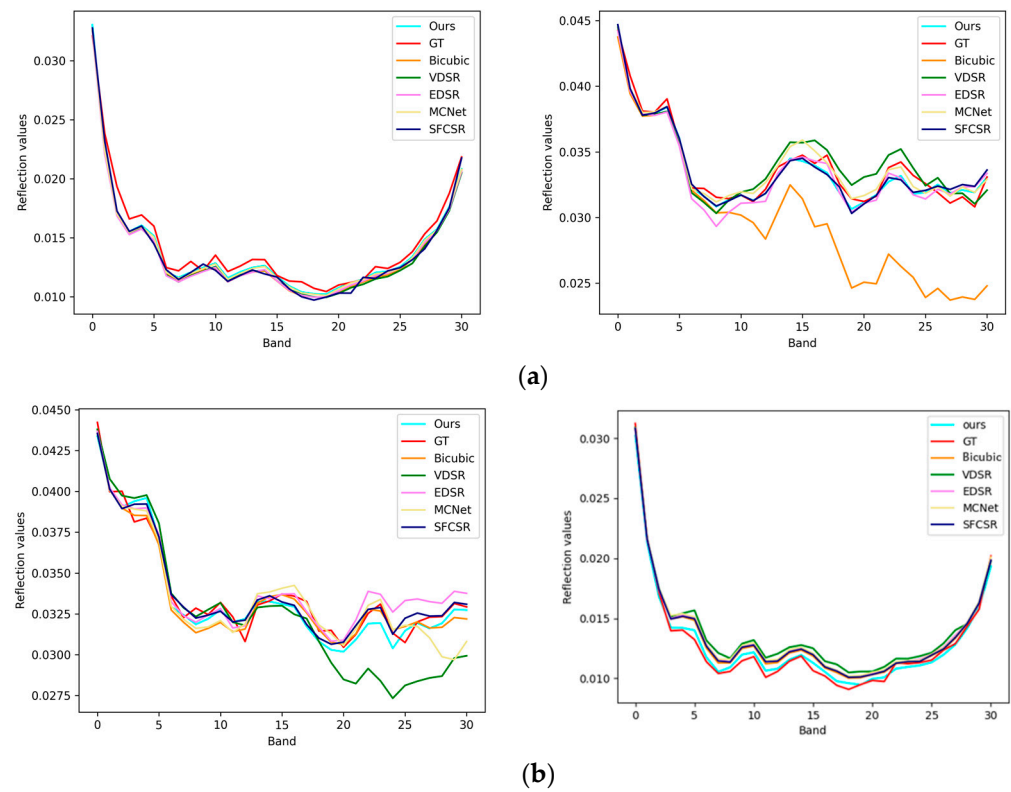 0.030
0.025
0.020
0.015
0.010
Reflection values
0 5 10 15 20 25 30
Band
Ours
GT
Bicubic
VDSR
EDSR
MCNet
SFCSR
0.045
0.040
0.035
0.030
0.025
Reflection values
0 5 10 15 20 25 30
Band
Ours
GT
Bicubic
VDSR
EDSR
MCNet
SFCSR
(a)
0.0450
0.0425
0.0400
0.0375
0.0350
0.0325
0.0300
0.0275
Reflection values
0 5 10 15 20 25 30
Band
Ours
GT
Bicubic
VDSR
EDSR
MCNet
SFCSR
0.030
0.025
0.020
0.015
0.010
Reflection values
0 5 10 15 20 25 30
Band
ours
GT
Bicubic
VDSR
EDSR
MCNet
SFCSR
(b)